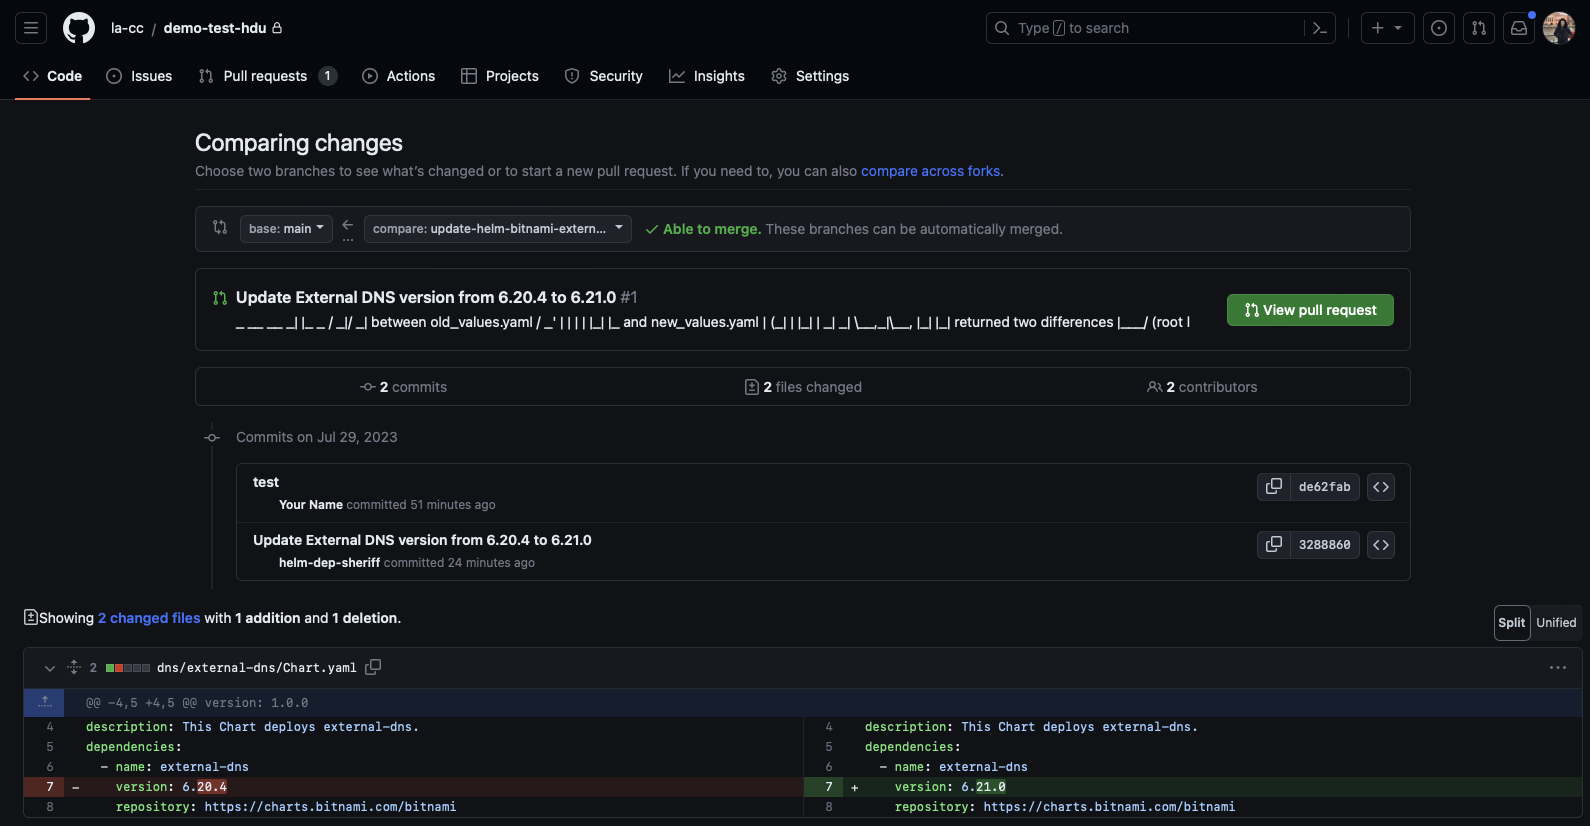 la-cc / demo-test-hdu
Type / to search
Code
Issues
Pull requests 1
Actions
Projects
Security
Insights
Settings
Comparing changes
Choose two branches to see what's changed or to start a new pull request. If you need to, you can also compare across forks.
base: main
compare: update-helm-bitnami-extern...
Able to merge. These branches can be automatically merged.
Update External DNS version from 6.20.4 to 6.21.0 #1
_ __ __ _| |_ _ / _|/ _| between old_values.yaml / _' | | | | |_| |_ and new_values.yaml | (_| | |_| | _| _| \__,_|\__, |_| |_| returned two differences |___/ (root l
View pull request
2 commits
2 files changed
2 contributors
Commits on Jul 29, 2023
test
Your Name committed 51 minutes ago
de62fab
Update External DNS version from 6.20.4 to 6.21.0
helm-dep-sheriff committed 24 minutes ago
3288860
Showing 2 changed files with 1 addition and 1 deletion.
Split Unified
2 dns/external-dns/Chart.yaml
@@ -4,5 +4,5 @@ version: 1.0.0
4 description: This Chart deploys external-dns.
5 dependencies:
6 - name: external-dns
7 - version: 6.20.4
8 repository: https://charts.bitnami.com/bitnami
4 description: This Chart deploys external-dns.
5 dependencies:
6 - name: external-dns
7 + version: 6.21.0
8 repository: https://charts.bitnami.com/bitnami